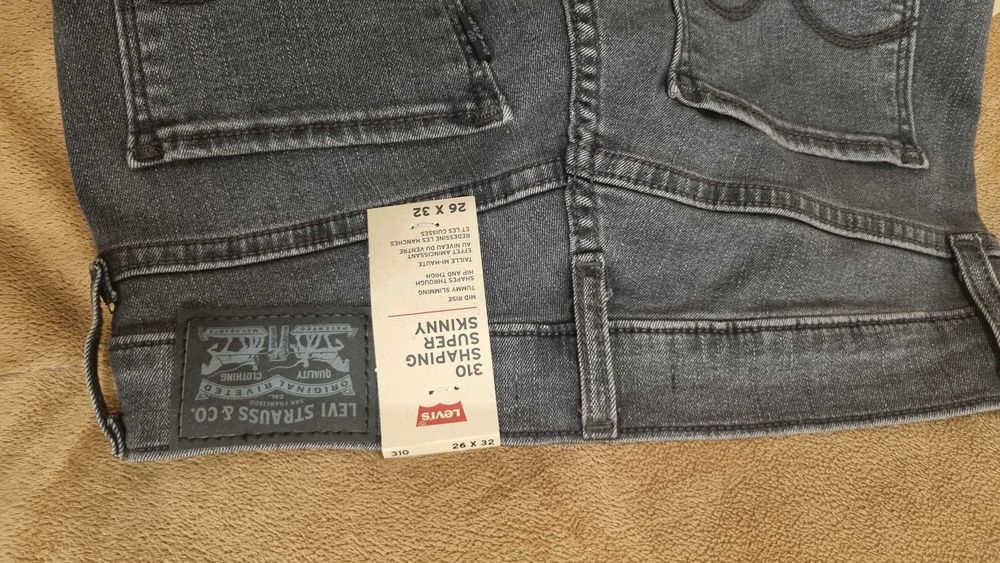 310 26 X 32
Levi's
310
SHAPING
SUPER
SKINNY
MID RISE
TUMMY SLIMMING
SHAPES THROUGH
HIP AND THIGH
TAILLE MI-HAUTE
EFFET AMINCISSANT
AU NIVEAU DU VENTRE
REDESSINE LES HANCHES
ET LES CUISSES
26 X 32
LEVI STRAUSS & CO.
SAN FRANCISCO
CAL.
ORIGINAL RIVETED
QUALITY CLOTHING
PATENTED